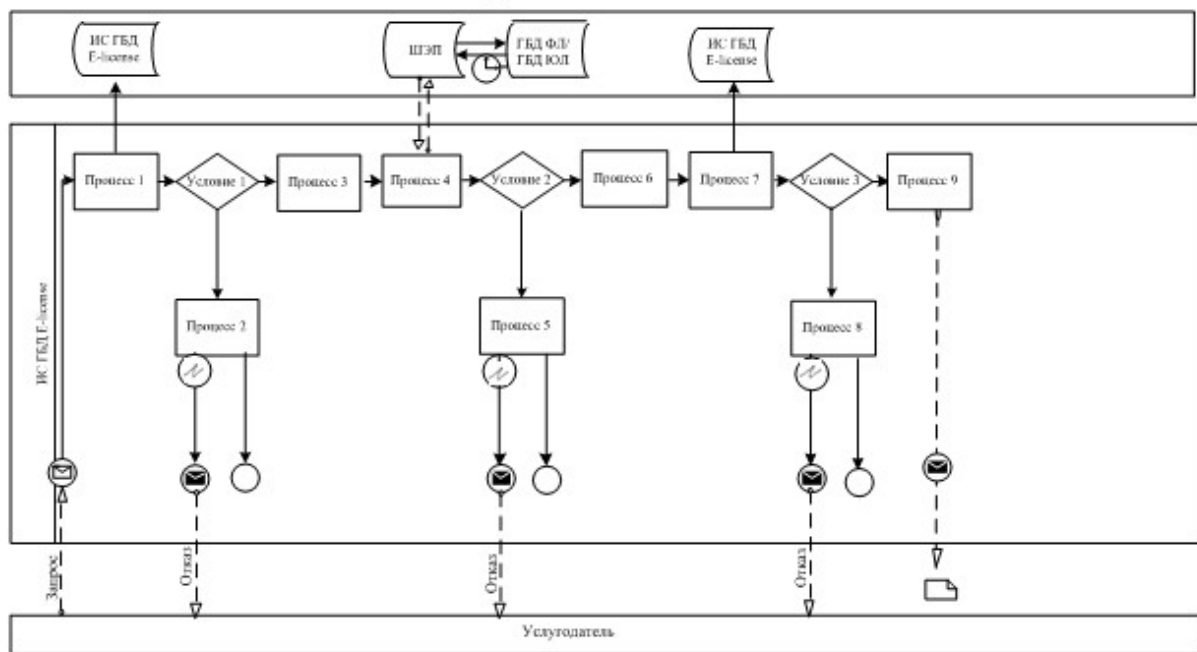 ИС ГБД
E-license
ШЭП
ГБД ФЛ/
ГБД ЮЛ
ИС ГБД
E-license
ИС ГБД E-license
Процесс 1
Условие 1
Процесс 3
Процесс 4
Условие 2
Процесс 6
Процесс 7
Условие 3
Процесс 9
Процесс 2
Процесс 5
Процесс 8
Запрос
Отказ
Отказ
Отказ
Услугодатель